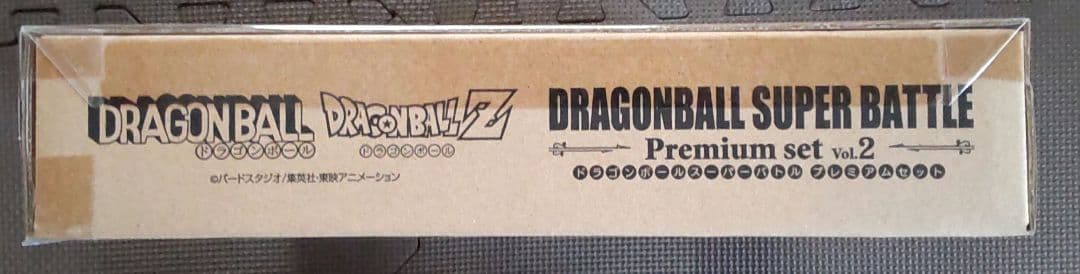 DRAGONBALL
ドラゴンボール
©バードスタジオ/集英社・東映アニメーション
DRAGONBALL Z
ドラゴンボール
DRAGONBALL SUPER BATTLE
Premium set Vol.2
ドラゴンボールスーパーバトル プレミアムセット